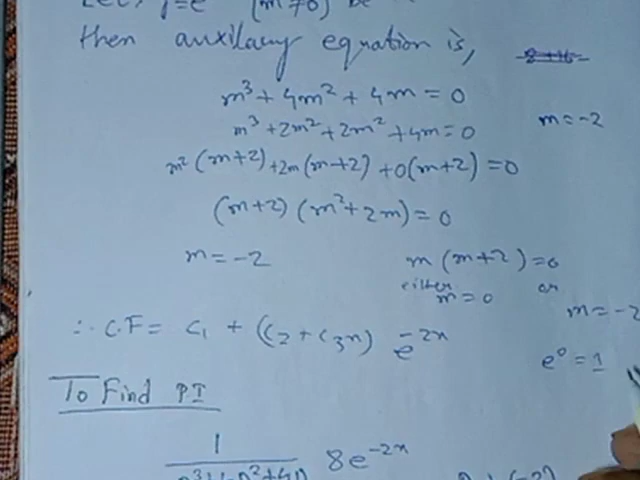 then auxilacy equation is,
m³ + 4m² + 4m = 0
m = -2
m³ + 2m² + 2m² + 4m = 0
m² (m+2) + 2m (m+2) + 0(m+2) = 0
(m+2) (m² + 2m) = 0
m = -2
m (m+2) = 0
either m = 0 or m = -2
∴ C.F = C₁ + (C₂ + C₃x) e⁻²ˣ
e⁰ = 1
To Find PI
1
8e⁻²ˣ